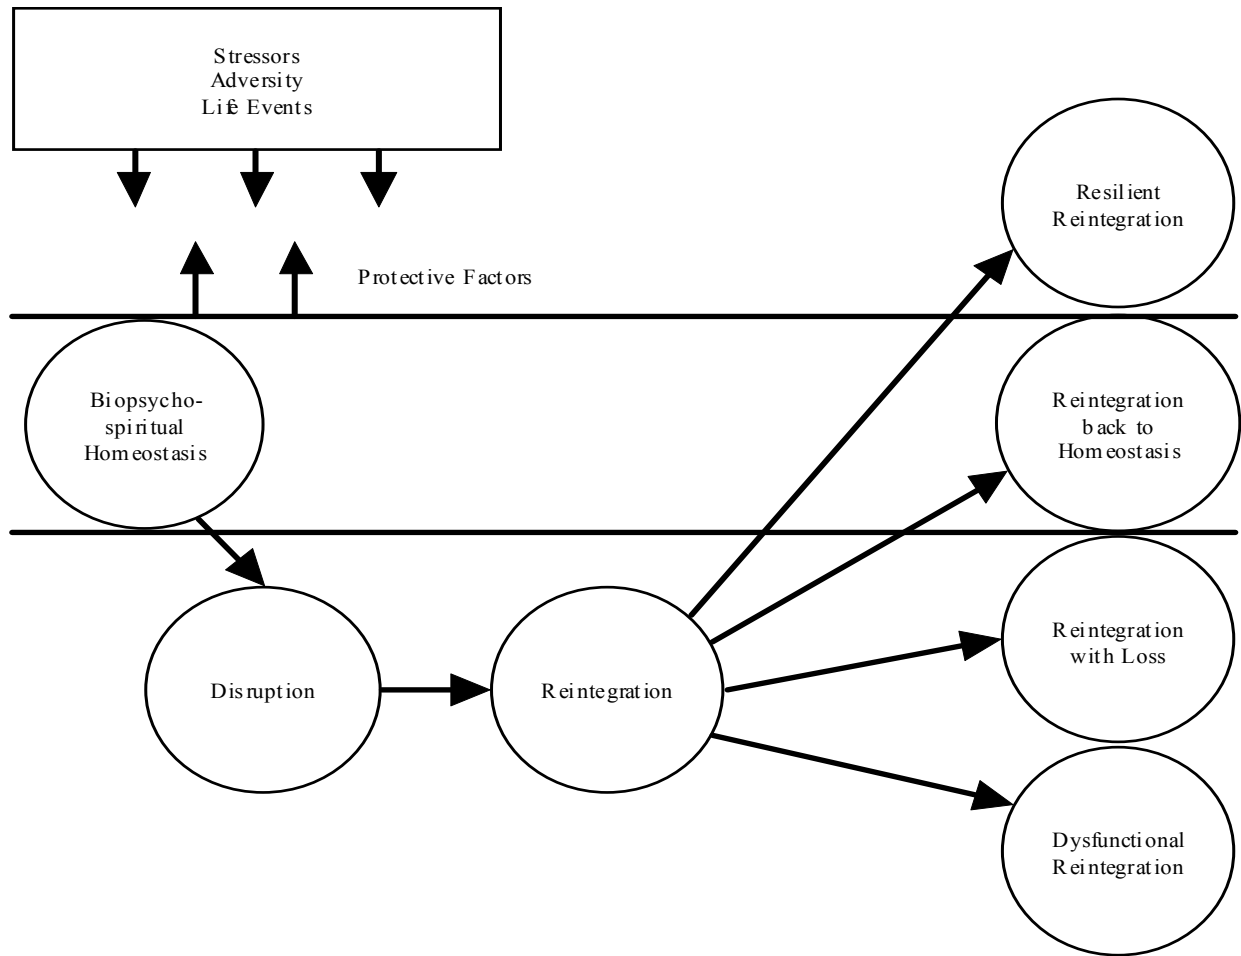 Stressors
Adversity
Life Events
Protective Factors
Resilient
Reintegration
Biopsycho-
spiritual
Homeostasis
Reintegration
back to
Homeostasis
Disruption
Reintegration
Reintegration
with Loss
Dysfunctional
Reintegration